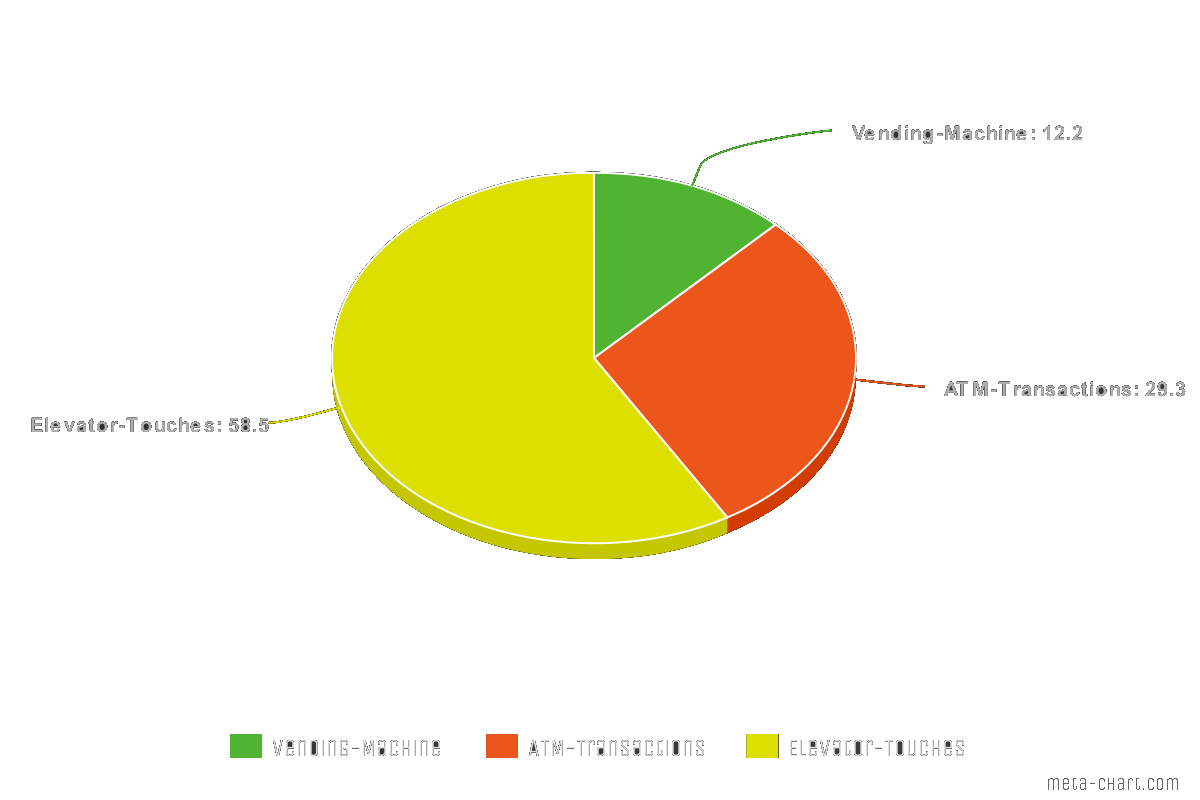 Vending-Machine: 12.2
ATM-Transactions: 29.3
Elevator-Touches: 58.5
Vending-Machine ATM-Transactions Elevator-Touches
meta-chart.com